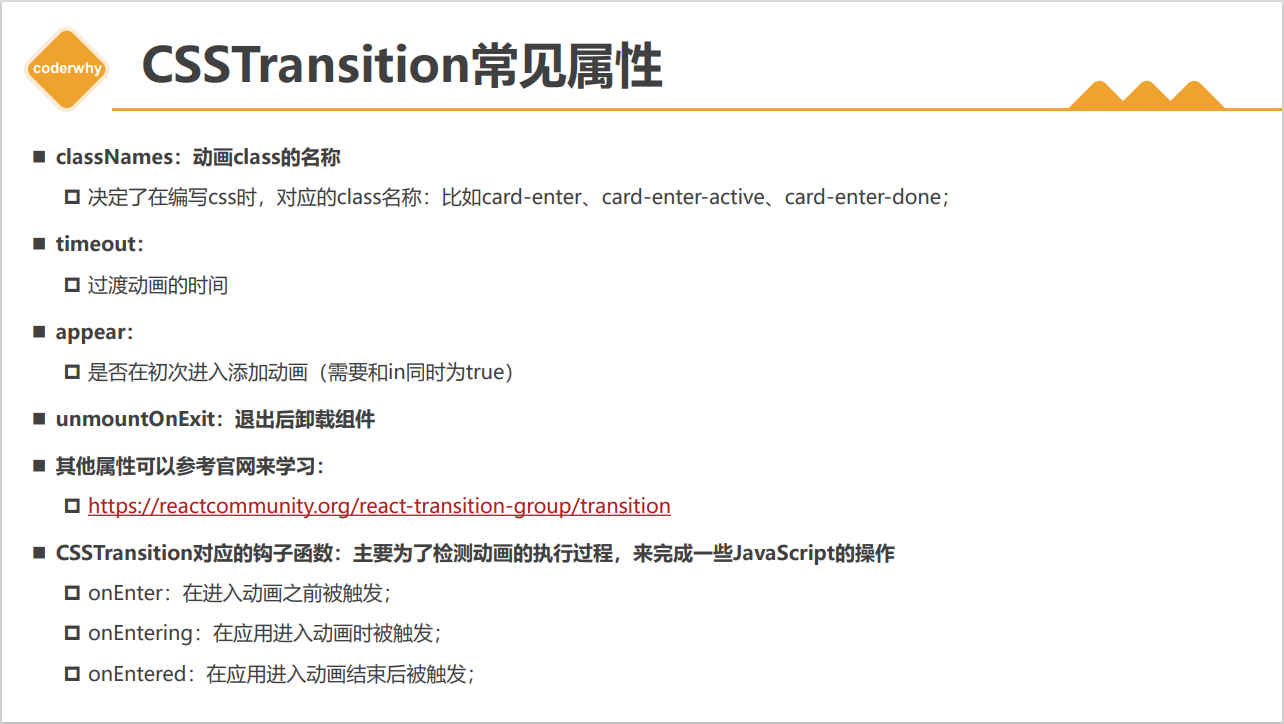 coderwhy
CSSTransition常见属性
classNames：动画class的名称
决定了在编写css时，对应的class名称：比如card-enter、card-enter-active、card-enter-done；
timeout：
过渡动画的时间
appear：
是否在初次进入添加动画（需要和in同时为true）
unmountOnExit：退出后卸载组件
其他属性可以参考官网来学习：
https://reactcommunity.org/react-transition-group/transition
CSSTransition对应的钩子函数：主要为了检测动画的执行过程，来完成一些JavaScript的操作
onEnter：在进入动画之前被触发；
onEntering：在应用进入动画时被触发；
onEntered：在应用进入动画结束后被触发；